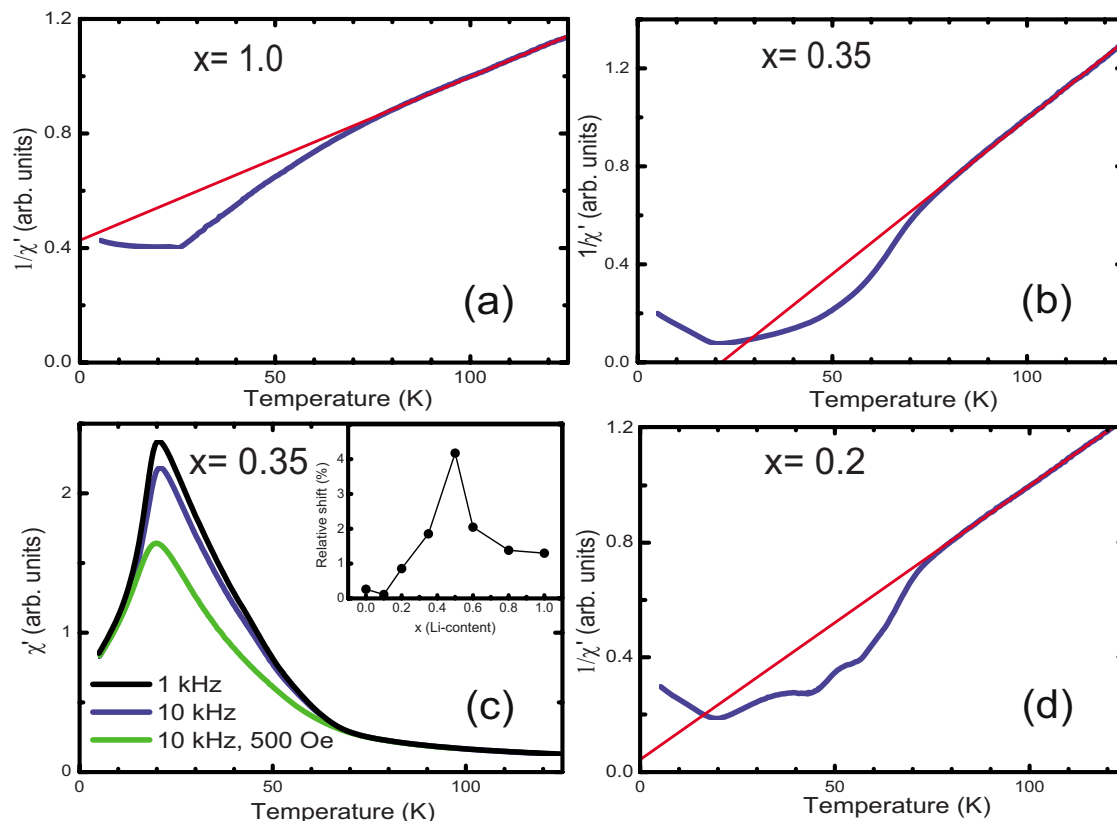 1.2
0.8
0.4
0.0
1/χ' (arb. units)
x= 1.0
(a)
0
50
100
Temperature (K)
1.2
0.8
0.4
0.0
1/χ' (arb. units)
x= 0.35
(b)
0
50
100
Temperature (K)
2
1
0
χ' (arb. units)
x= 0.35
4
3
2
1
0
Relative shift (%)
0.0 0.2 0.4 0.6 0.8 1.0
x (Li-content)
1 kHz
10 kHz
10 kHz, 500 Oe
(c)
0
50
100
Temperature (K)
1.2
0.8
0.4
0.0
1/χ' (arb. units)
x= 0.2
(d)
0
50
100
Temperature (K)